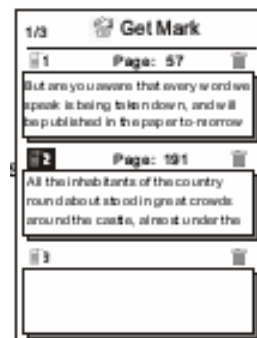 1/3 Get Mark
1 Page: 57
But are you aware that every word we
speak is being taken down, and will
be published in the paper to-morrow
2 Page: 191
All the inhabitants of the country
round about stood in great crowds
around the castle, almost under the
3